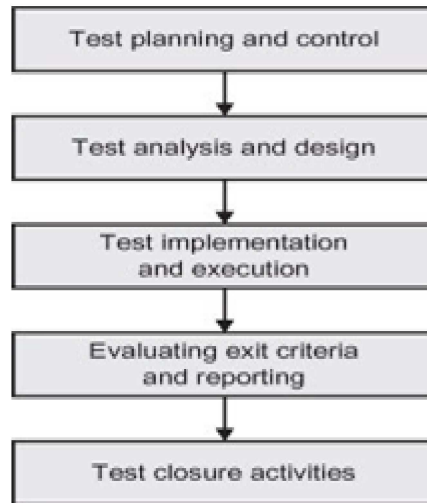 Test planning and control
Test analysis and design
Test implementation
and execution
Evaluating exit criteria
and reporting
Test closure activities